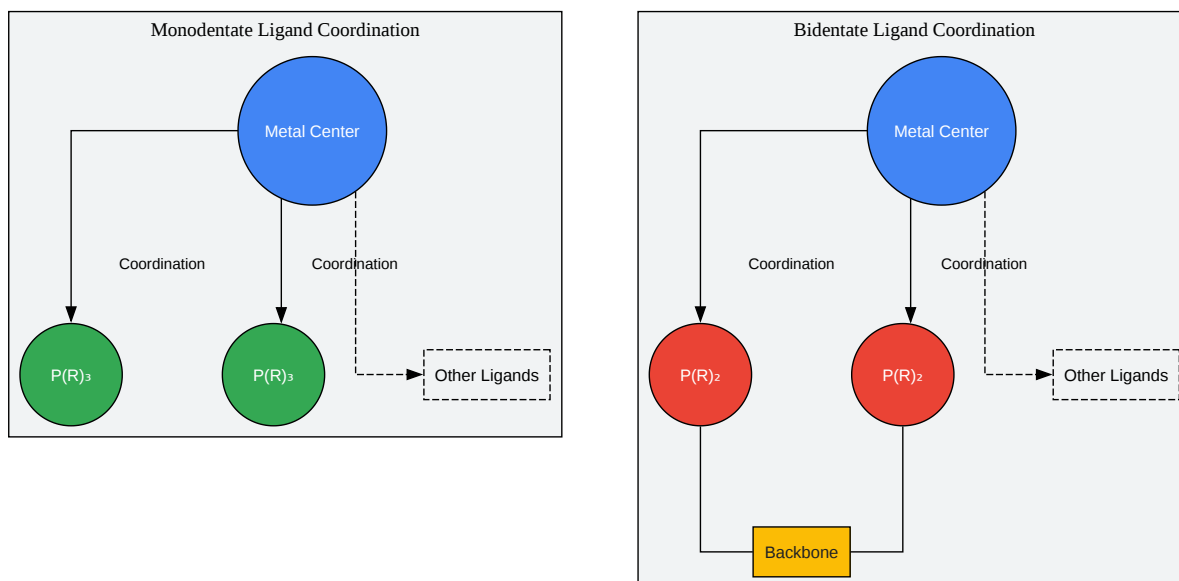 Monodentate Ligand Coordination
Metal Center
Coordination
Coordination
P(R)₃
P(R)₃
Other Ligands
Bidentate Ligand Coordination
Metal Center
Coordination
Coordination
P(R)₂
P(R)₂
Other Ligands
Backbone